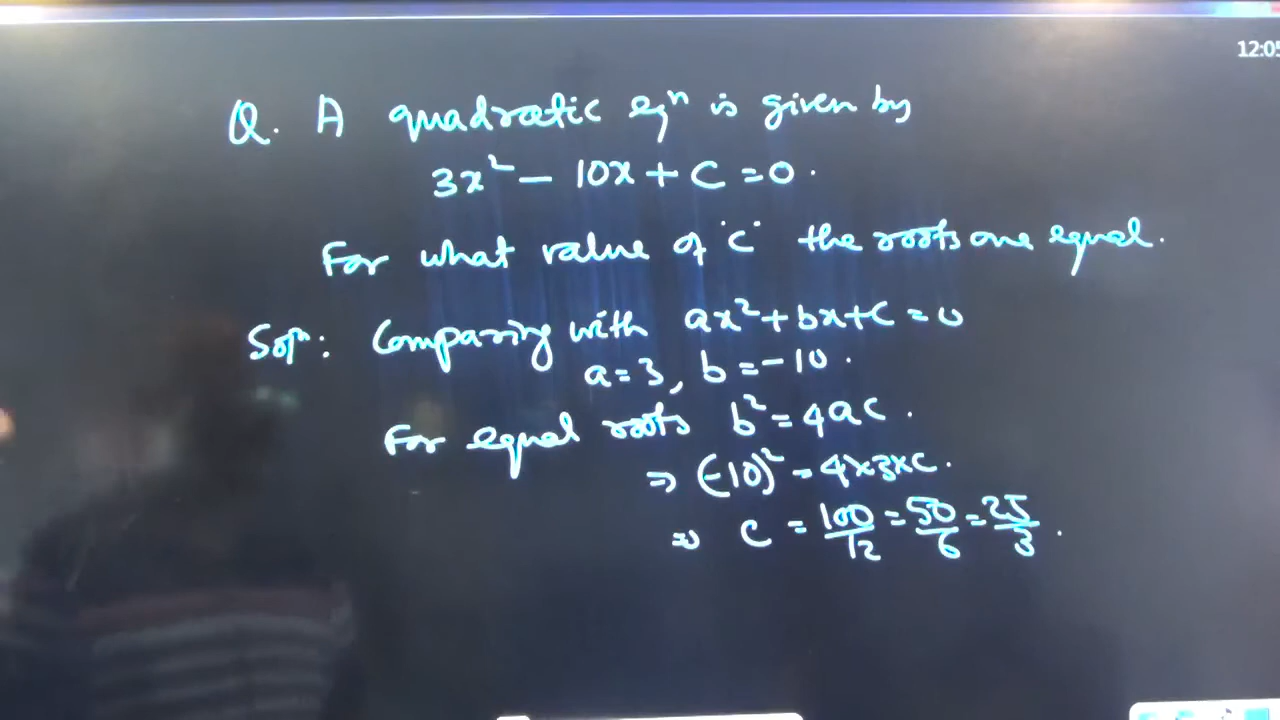 12:05
Q. A quadratic eqⁿ is given by
3x² − 10x + C = 0.
For what value of 'c' the roots are equal.
Solⁿ: Comparing with ax² + bx + c = 0
a = 3, b = −10.
For equal roots b² = 4ac.
⇒ (−10)² = 4×3×c.
⇒ C = 100/12 = 50/6 = 25/3.